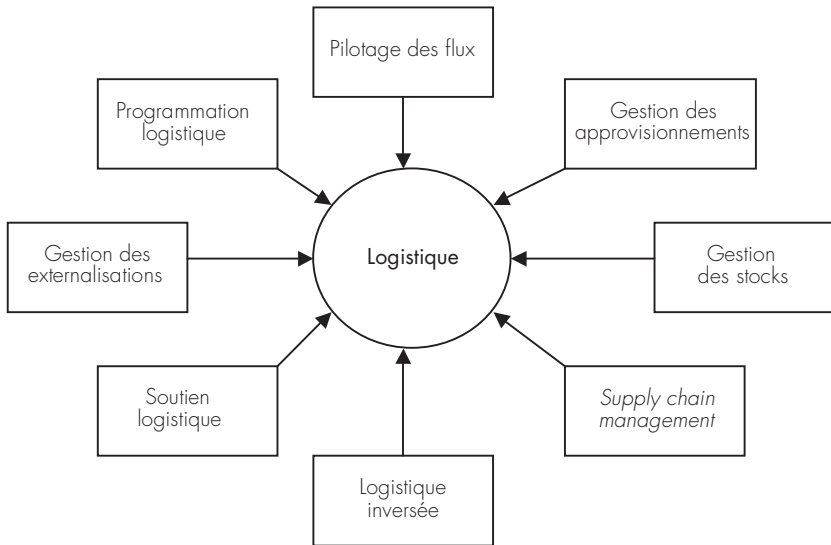 Pilotage des flux
Programmation
logistique
Gestion des
approvisionnements
Gestion des
externalisations
Logistique
Gestion
des stocks
Soutien
logistique
Supply chain
management
Logistique
inversée